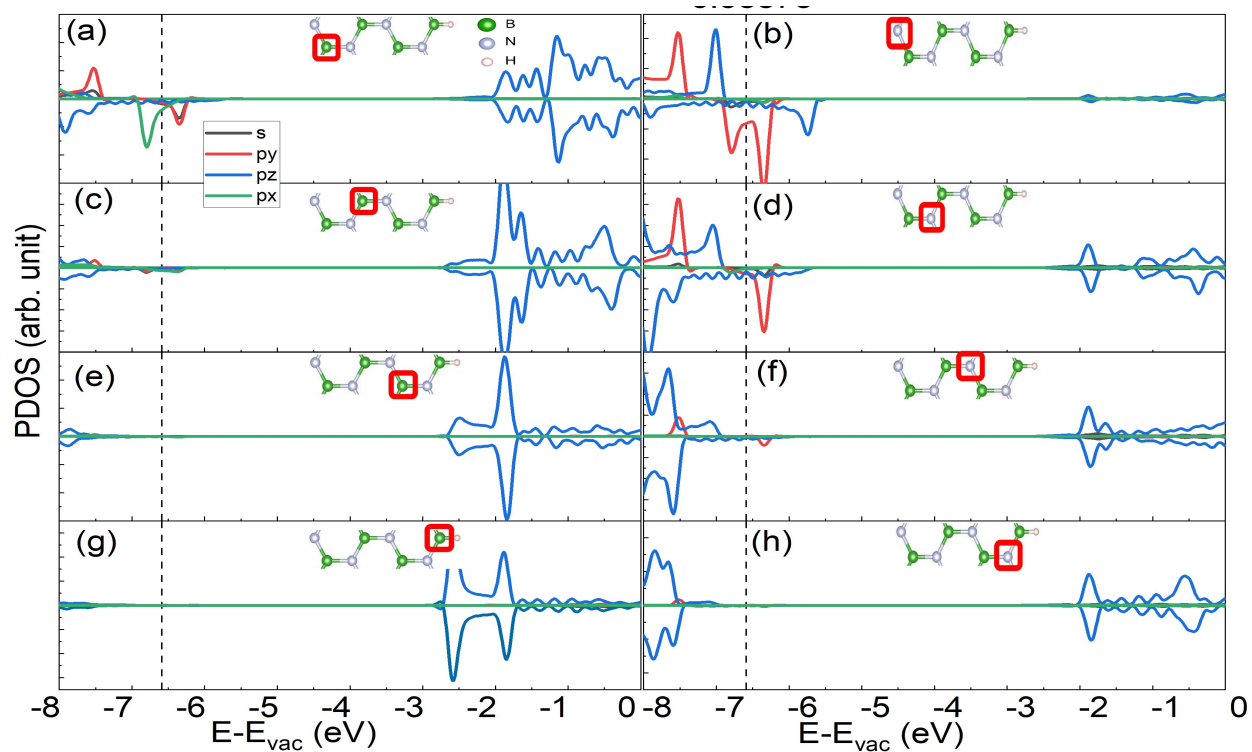 (a)
B
N
H
(b)
s
py
pz
px
(c)
(d)
(e)
(f)
(g)
(h)
PDOS (arb. unit)
-8 -7 -6 -5 -4 -3 -2 -1 0
-8 -7 -6 -5 -4 -3 -2 -1 0
E-Evac (eV)
E-Evac (eV)